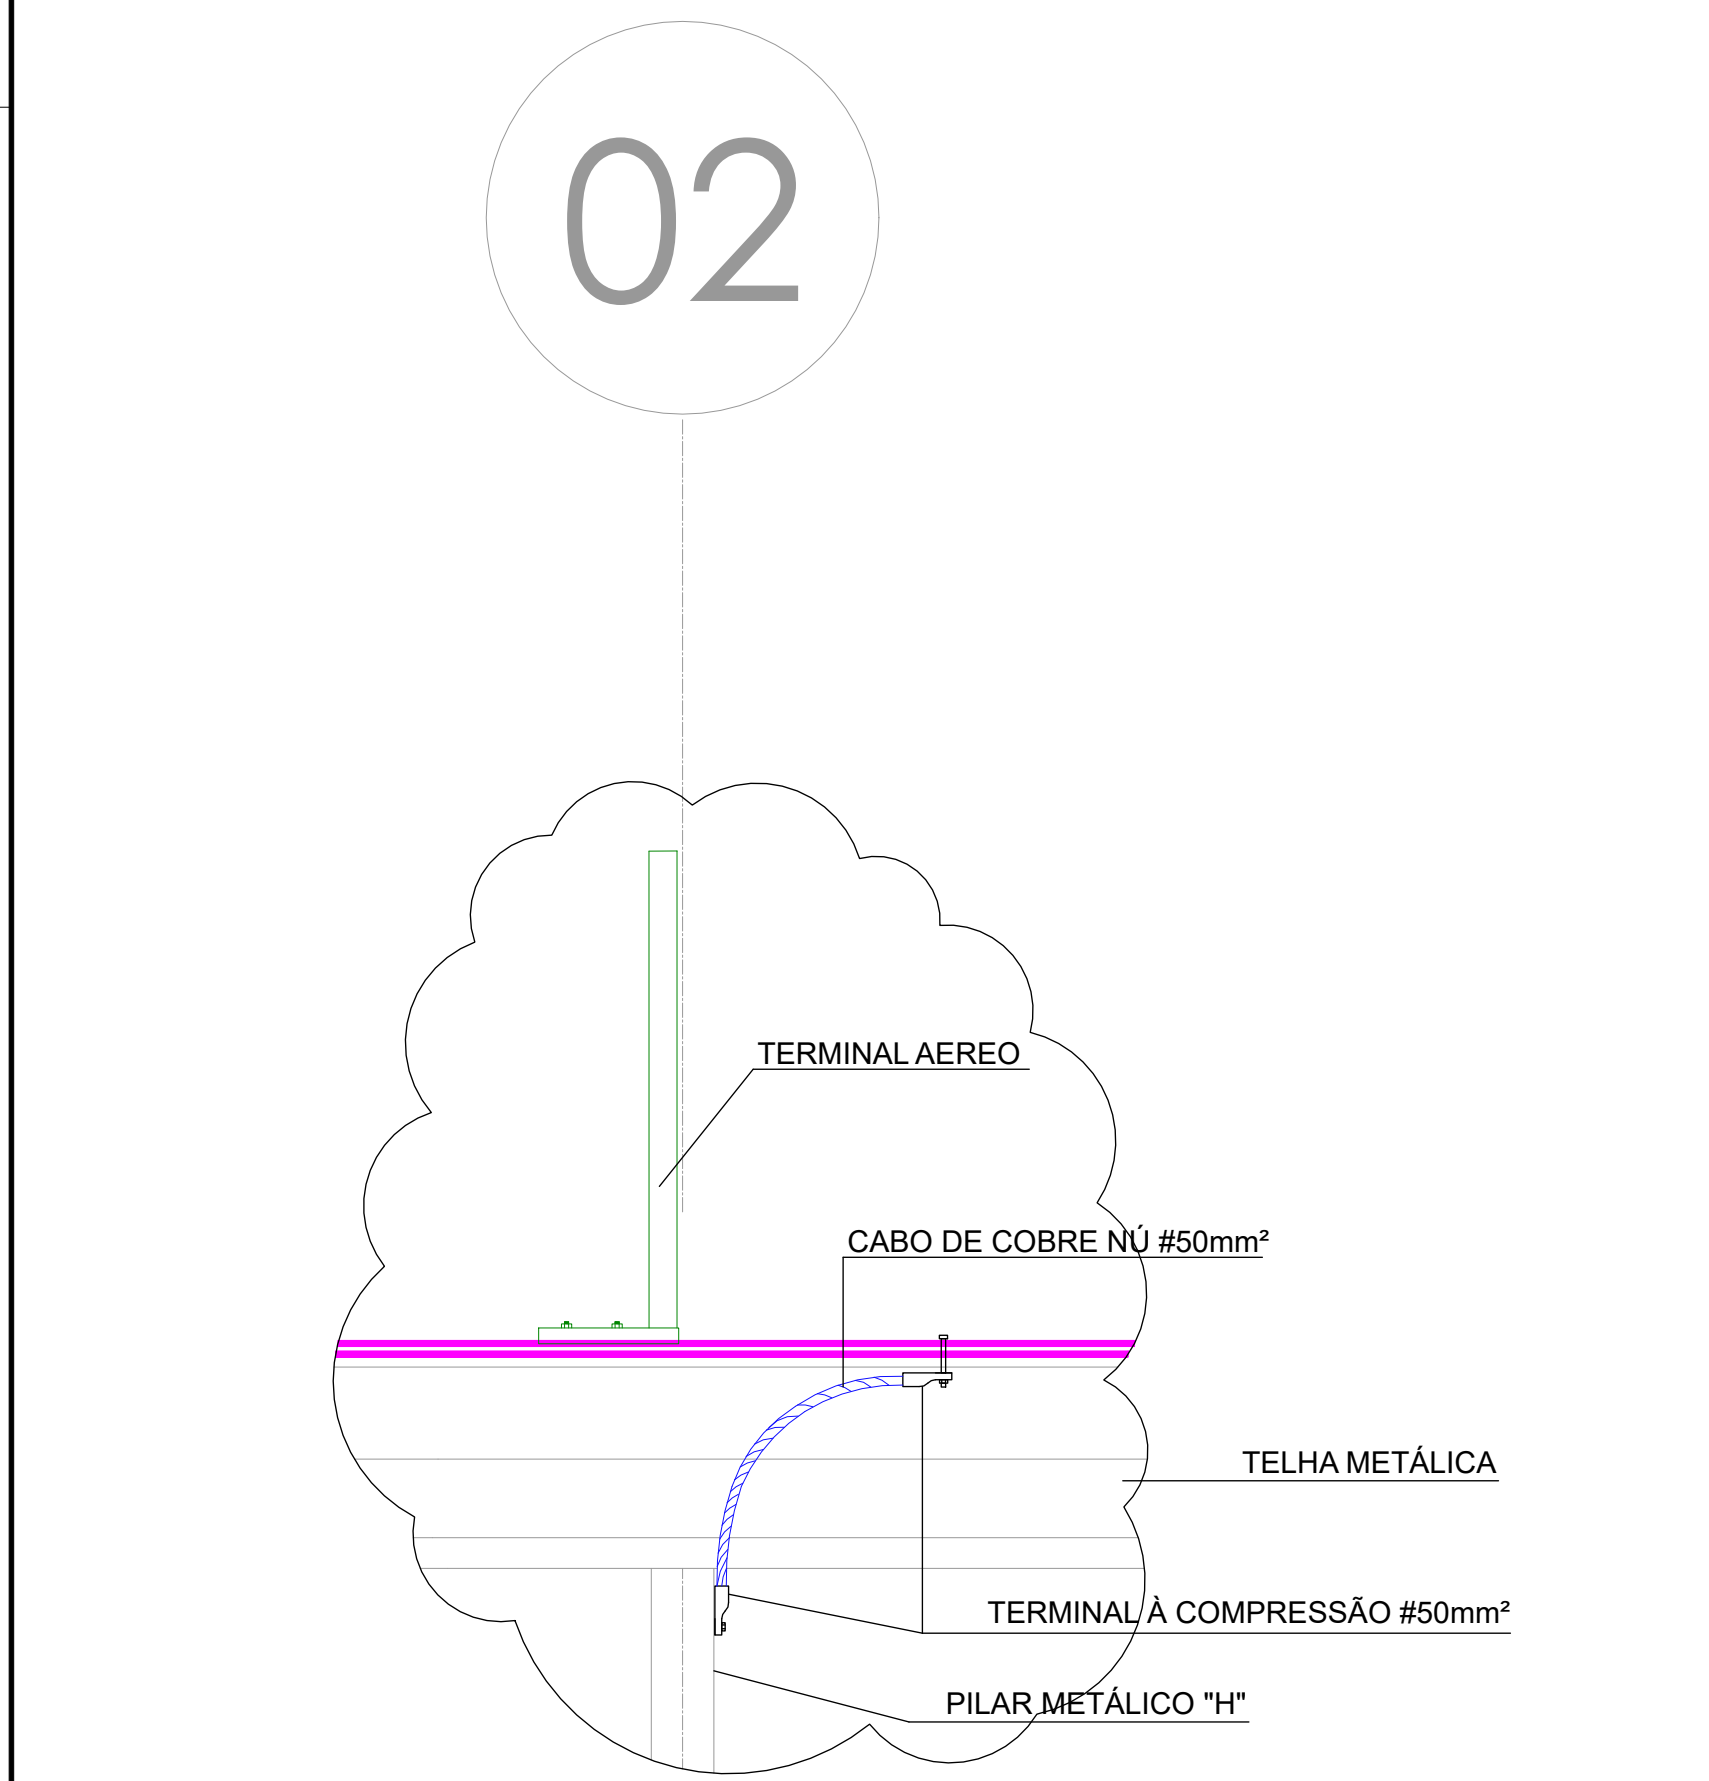 02
TERMINAL AEREO
CABO DE COBRE NÚ #50mm²
TELHA METÁLICA
TERMINAL À COMPRESSÃO #50mm²
PILAR METÁLICO "H"